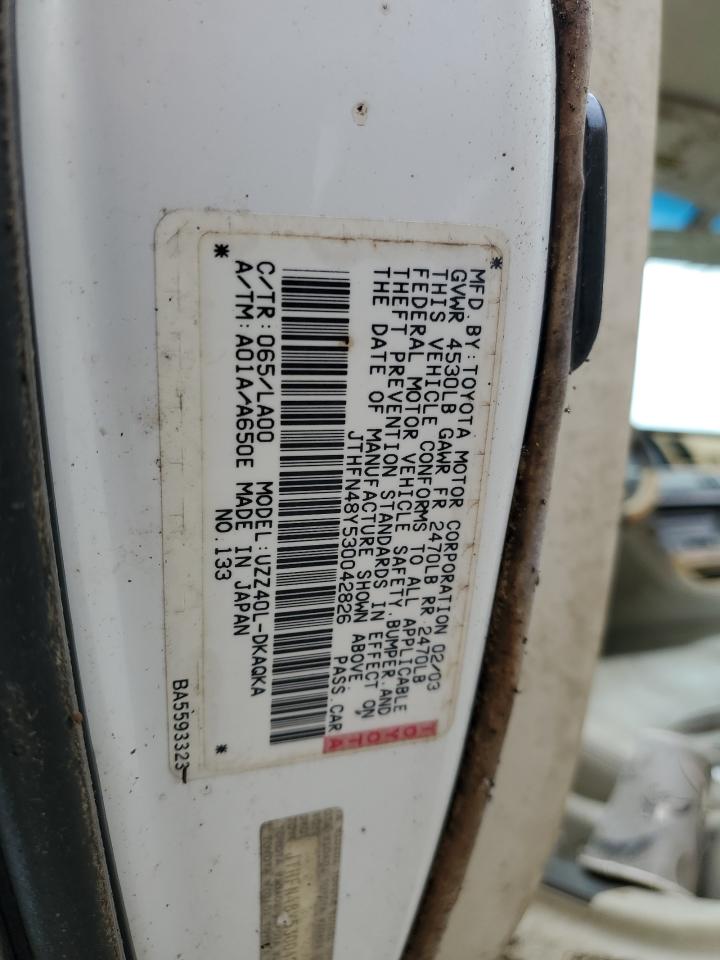 MFD.BY:TOYOTA MOTOR CORPORATION 02/03
GVWR 4530LB GAWR FR 2470LB RR 2470LB
THIS VEHICLE CONFORMS TO ALL APPLICABLE
FEDERAL MOTOR VEHICLE SAFETY,BUMPER,AND
THEFT PREVENTION STANDARDS IN EFFECT ON
THE DATE OF MANUFACTURE SHOWN ABOVE.
JTHFN48Y530042826 PASS.CAR
TOYOTA
* *
C/TR:065/LA00 MODEL:UZZ40L-DKAQKA
A/TM:A01A/A650E MADE IN JAPAN
NO.133
* BA5593323